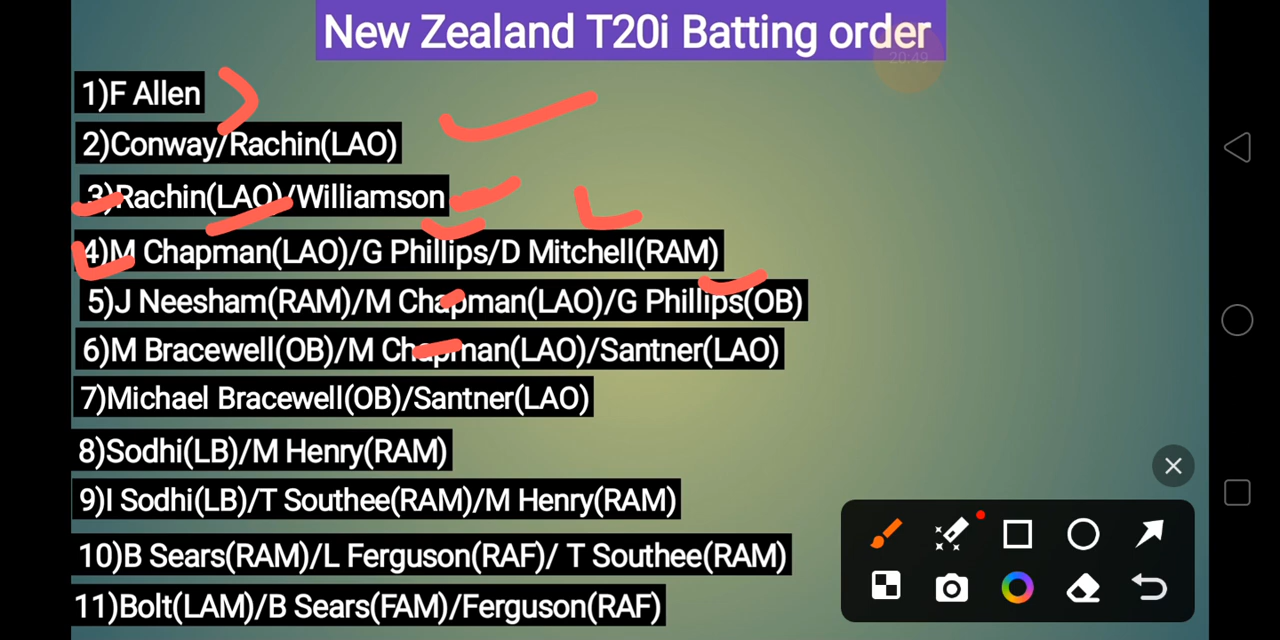 New Zealand T20i Batting order
20:49
1)F Allen
2)Conway/Rachin(LAO)
3)Rachin(LAO)/Williamson
4)M Chapman(LAO)/G Phillips/D Mitchell(RAM)
5)J Neesham(RAM)/M Chapman(LAO)/G Phillips(OB)
6)M Bracewell(OB)/M Chapman(LAO)/Santner(LAO)
7)Michael Bracewell(OB)/Santner(LAO)
8)Sodhi(LB)/M Henry(RAM)
9)I Sodhi(LB)/T Southee(RAM)/M Henry(RAM)
10)B Sears(RAM)/L Ferguson(RAF)/ T Southee(RAM)
11)Bolt(LAM)/B Sears(FAM)/Ferguson(RAF)